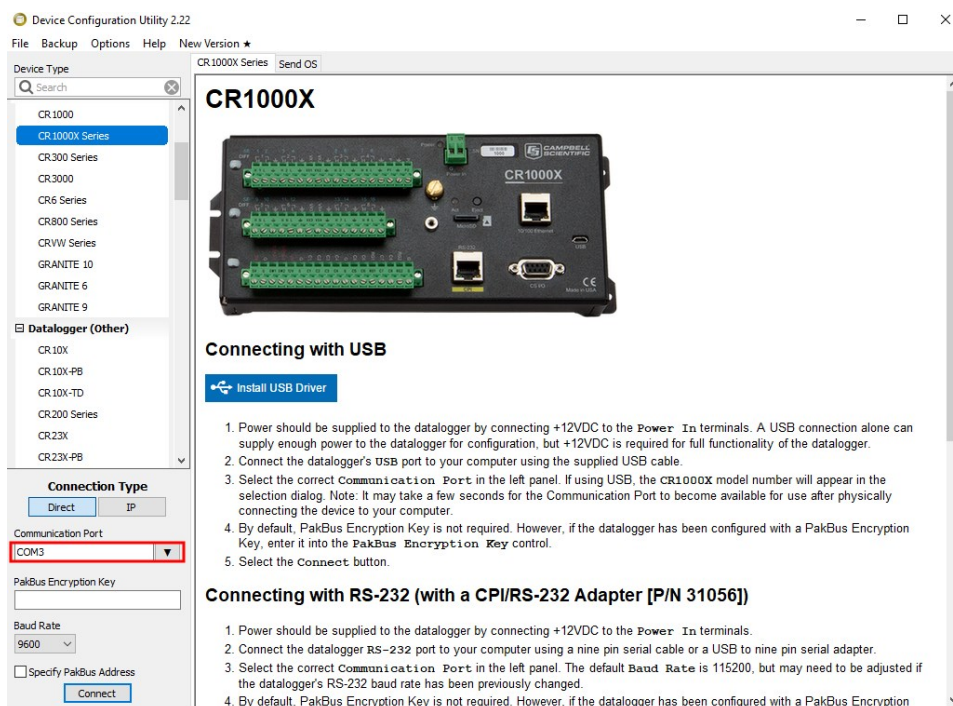 Device Configuration Utility 2.22
File Backup Options Help New Version ★
Device Type
Search
CR1000
CR1000X Series
CR300 Series
CR3000
CR6 Series
CR800 Series
CRVW Series
GRANITE 10
GRANITE 6
GRANITE 9
Datalogger (Other)
CR10X
CR10X-PB
CR10X-TD
CR200 Series
CR23X
CR23X-PB
Connection Type
Direct IP
Communication Port
COM3
PakBus Encryption Key
Baud Rate
9600
Specify PakBus Address
Connect
CR1000X Series Send OS
CR1000X
CAMPBELL
SCIENTIFIC
CR1000X
Power In
MicroSD
10/100 Ethernet
USB
RS-232
CPI
CS I/O
CE
Made in USA
Connecting with USB
Install USB Driver
1. Power should be supplied to the datalogger by connecting +12VDC to the Power In terminals. A USB connection alone can
supply enough power to the datalogger for configuration, but +12VDC is required for full functionality of the datalogger.
2. Connect the datalogger's USB port to your computer using the supplied USB cable.
3. Select the correct Communication Port in the left panel. If using USB, the CR1000X model number will appear in the
selection dialog. Note: It may take a few seconds for the Communication Port to become available for use after physically
connecting the device to your computer.
4. By default, PakBus Encryption Key is not required. However, if the datalogger has been configured with a PakBus Encryption
Key, enter it into the PakBus Encryption Key control.
5. Select the Connect button.
Connecting with RS-232 (with a CPI/RS-232 Adapter [P/N 31056])
1. Power should be supplied to the datalogger by connecting +12VDC to the Power In terminals.
2. Connect the datalogger RS-232 port to your computer using a nine pin serial cable or a USB to nine pin serial adapter.
3. Select the correct Communication Port in the left panel. The default Baud Rate is 115200, but may need to be adjusted if
the datalogger's RS-232 baud rate has been previously changed.
4. By default, PakBus Encryption Key is not required. However, if the datalogger has been configured with a PakBus Encryption